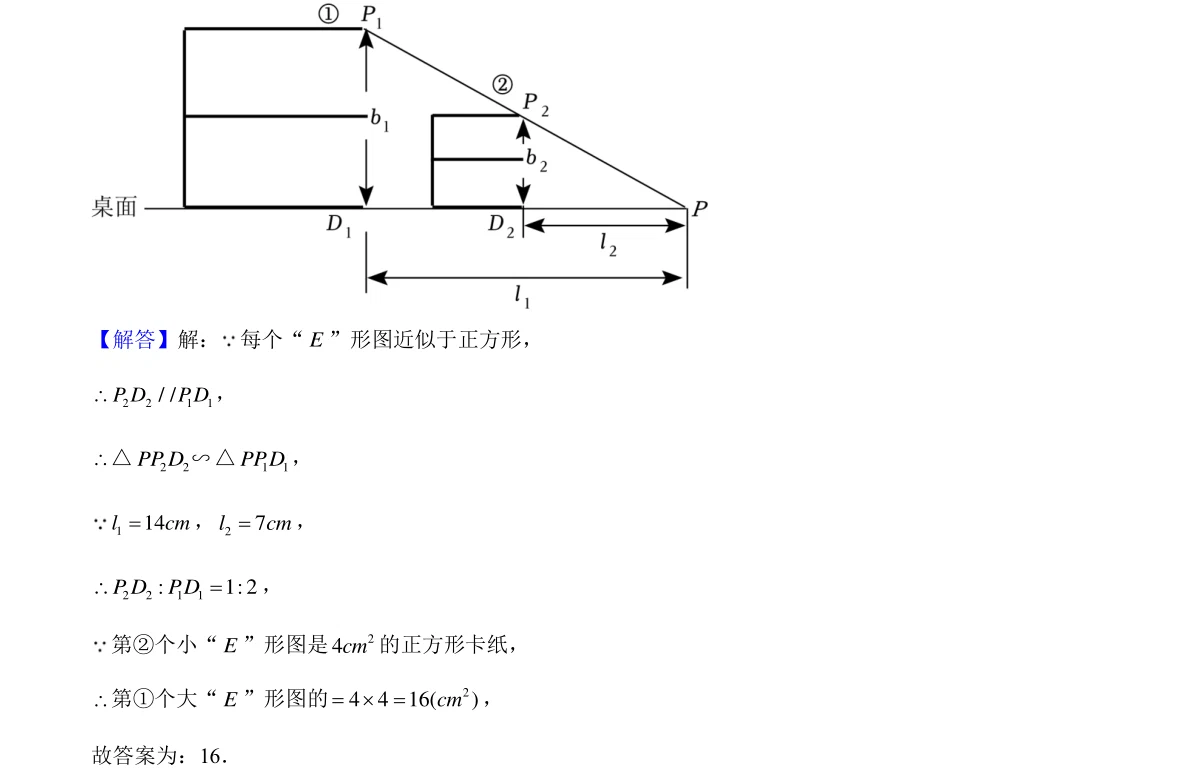 ① P₁
② P₂
b₁
b₂
桌面
D₁ D₂ P
l₂
l₁
【解答】解：∵每个“E”形图近似于正方形，
∴P₂D₂//P₁D₁，
∴△PP₂D₂∽△PP₁D₁，
∵l₁=14cm，l₂=7cm，
∴P₂D₂:P₁D₁=1:2，
∵第②个小“E”形图是4cm²的正方形卡纸，
∴第①个大“E”形图的=4×4=16(cm²)，
故答案为：16．